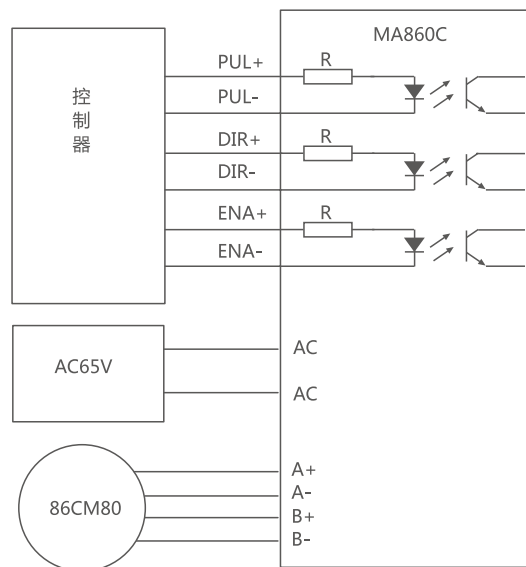 MA860C
控制器
PUL+
R
PUL-
DIR+
R
DIR-
ENA+
R
ENA-
AC65V
AC
AC
86CM80
A+
A-
B+
B-